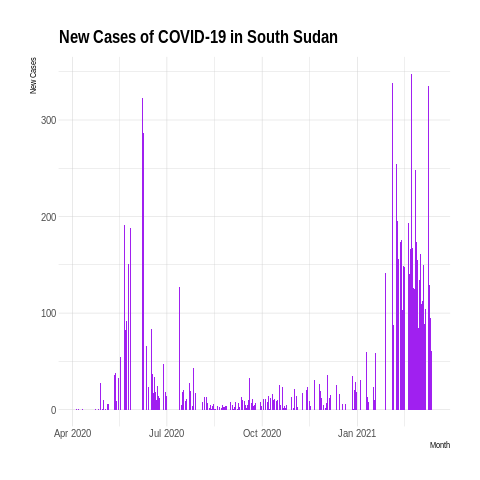 New Cases of COVID-19 in South Sudan
New Cases
300
200
100
0
Apr 2020 Jul 2020 Oct 2020 Jan 2021
Month